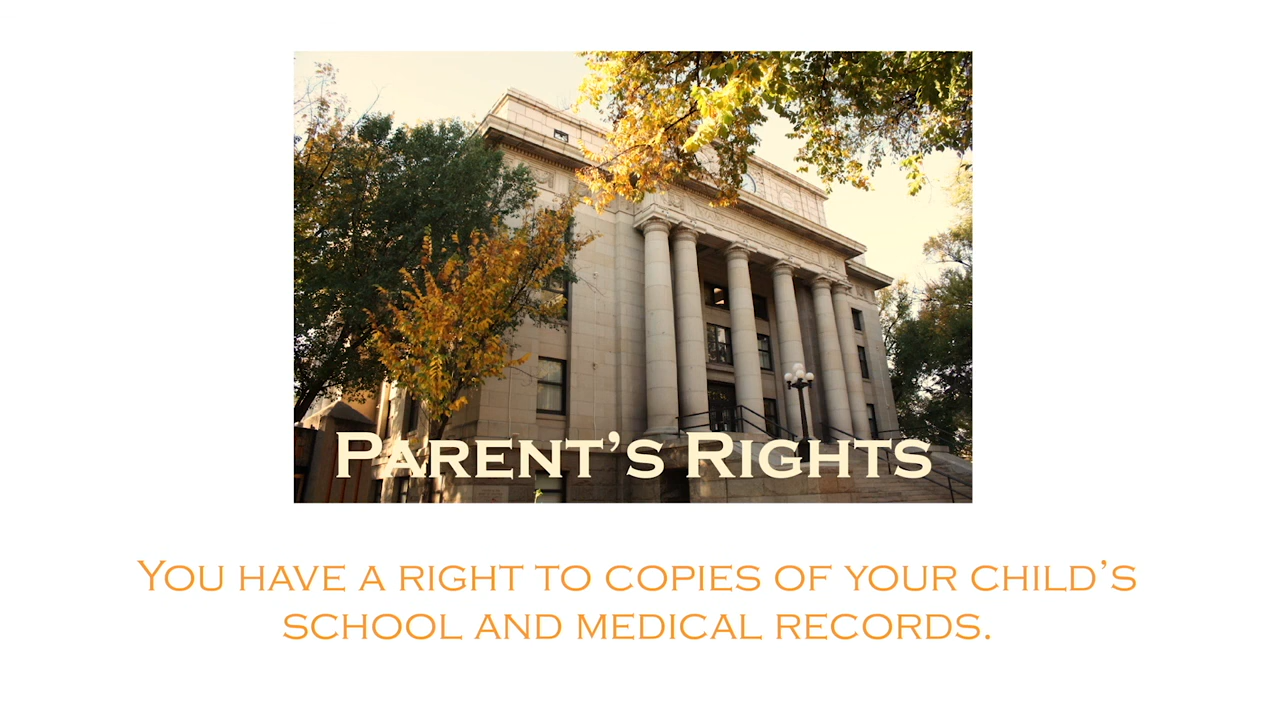 Parent's Rights
You have a right to copies of your child's
school and medical records.